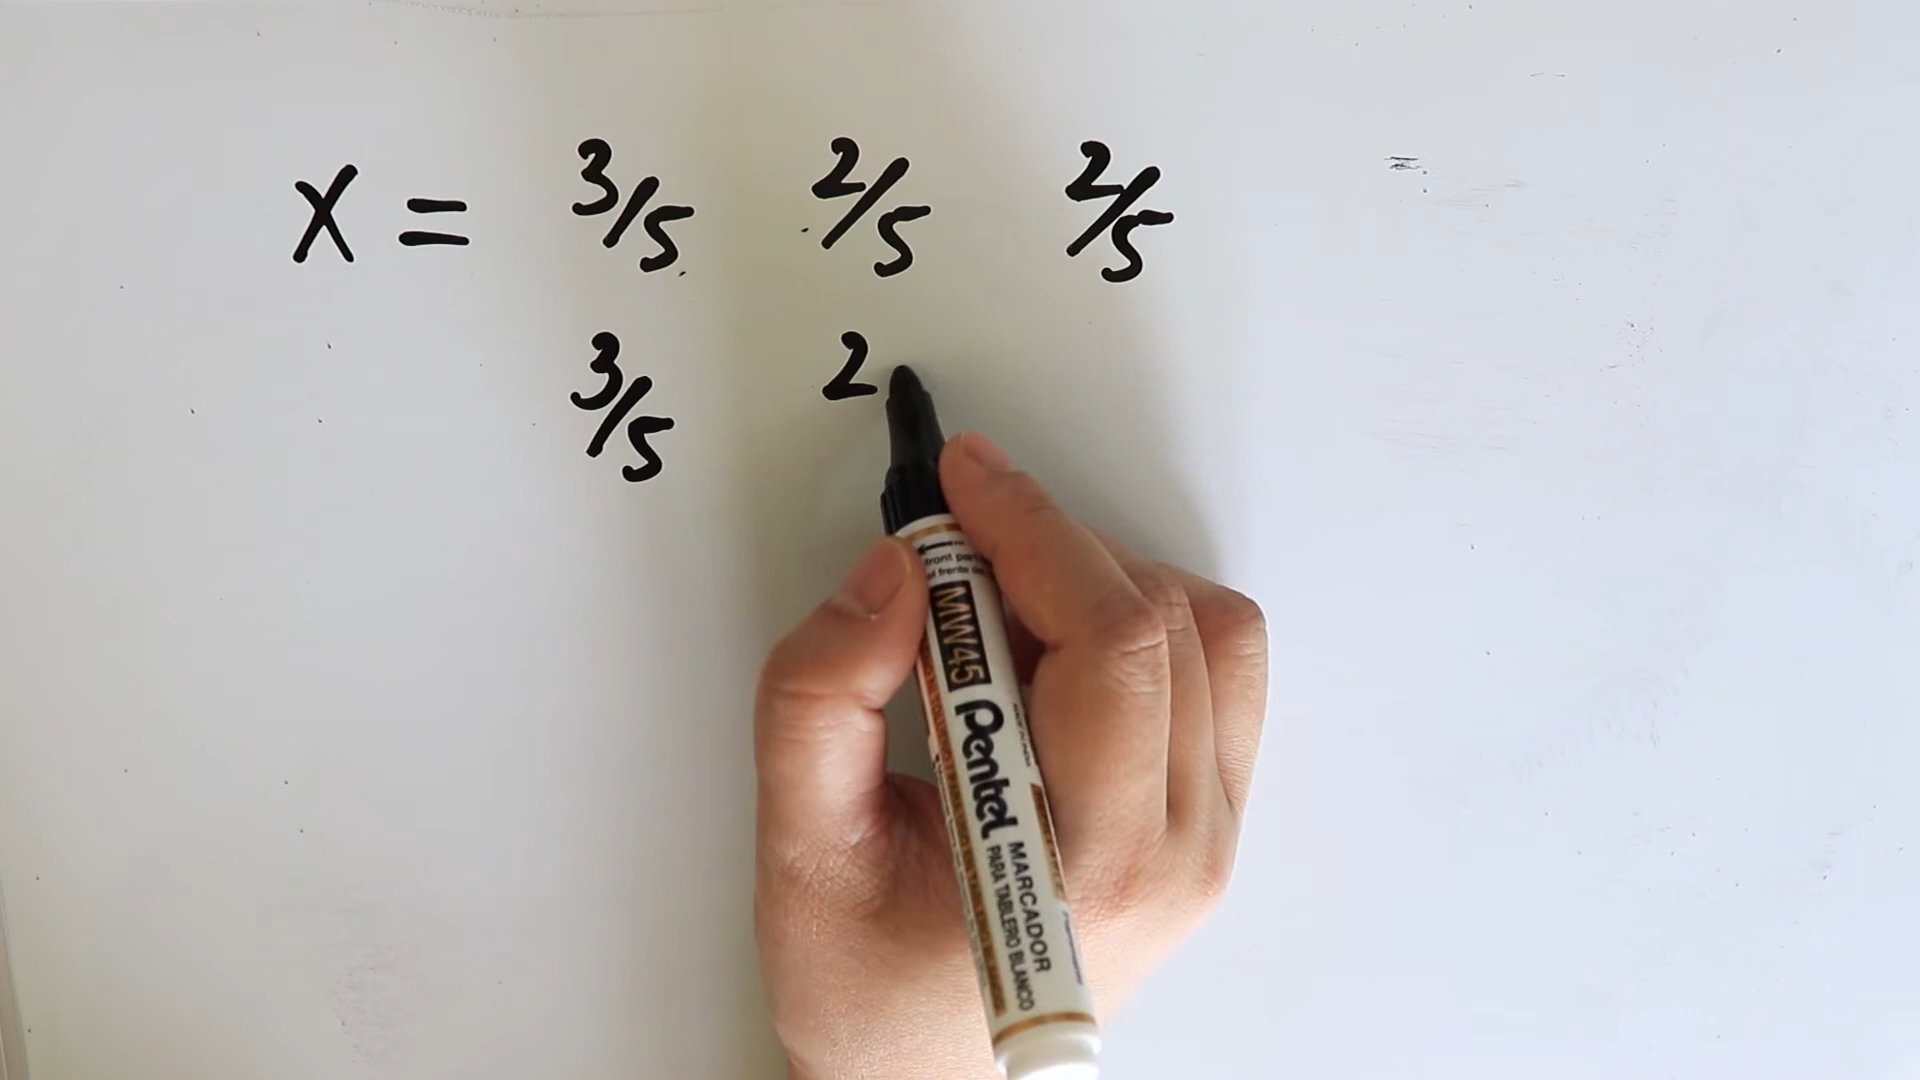 X = 3/5 2/5 2/5
3/5 2
MW45 Pentel MARCADOR
PARA TABLERO BLANCO